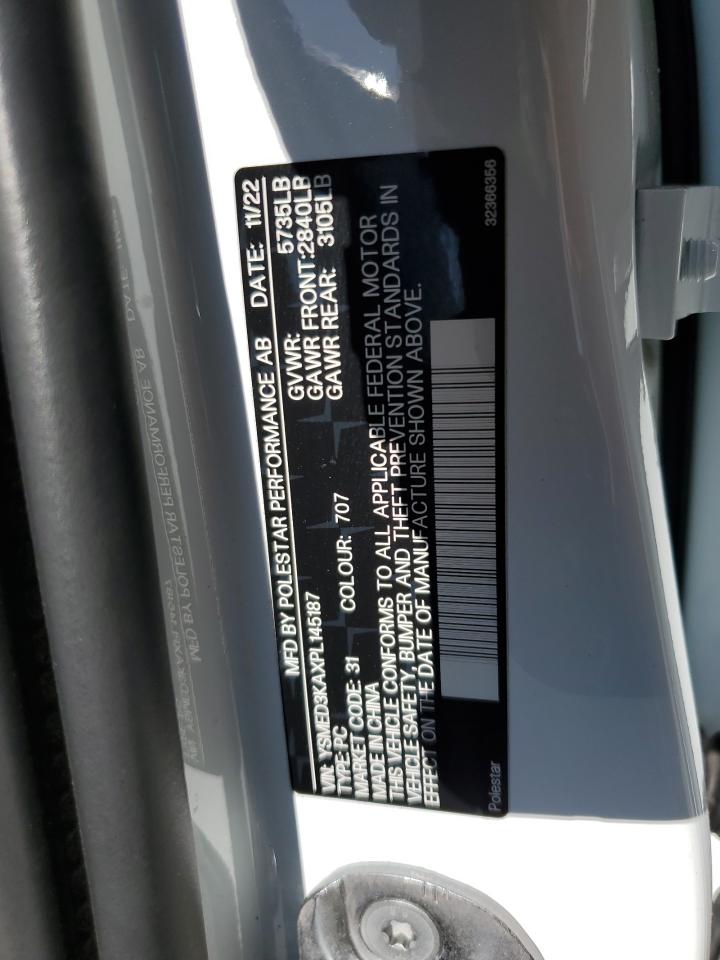 MFD BY POLESTAR PERFORMANCE AB DATE: 11/22
VIN: YSMED3KAXPL145187 GVWR: 5735LB
TYPE: PC GAWR FRONT:2840LB
MARKET CODE: 31 COLOUR: 707 GAWR REAR: 3105LB
MADE IN CHINA
THIS VEHICLE CONFORMS TO ALL APPLICABLE FEDERAL MOTOR
VEHICLE SAFETY, BUMPER AND THEFT PREVENTION STANDARDS IN
EFFECT ON THE DATE OF MANUFACTURE SHOWN ABOVE.
Polestar 32366356